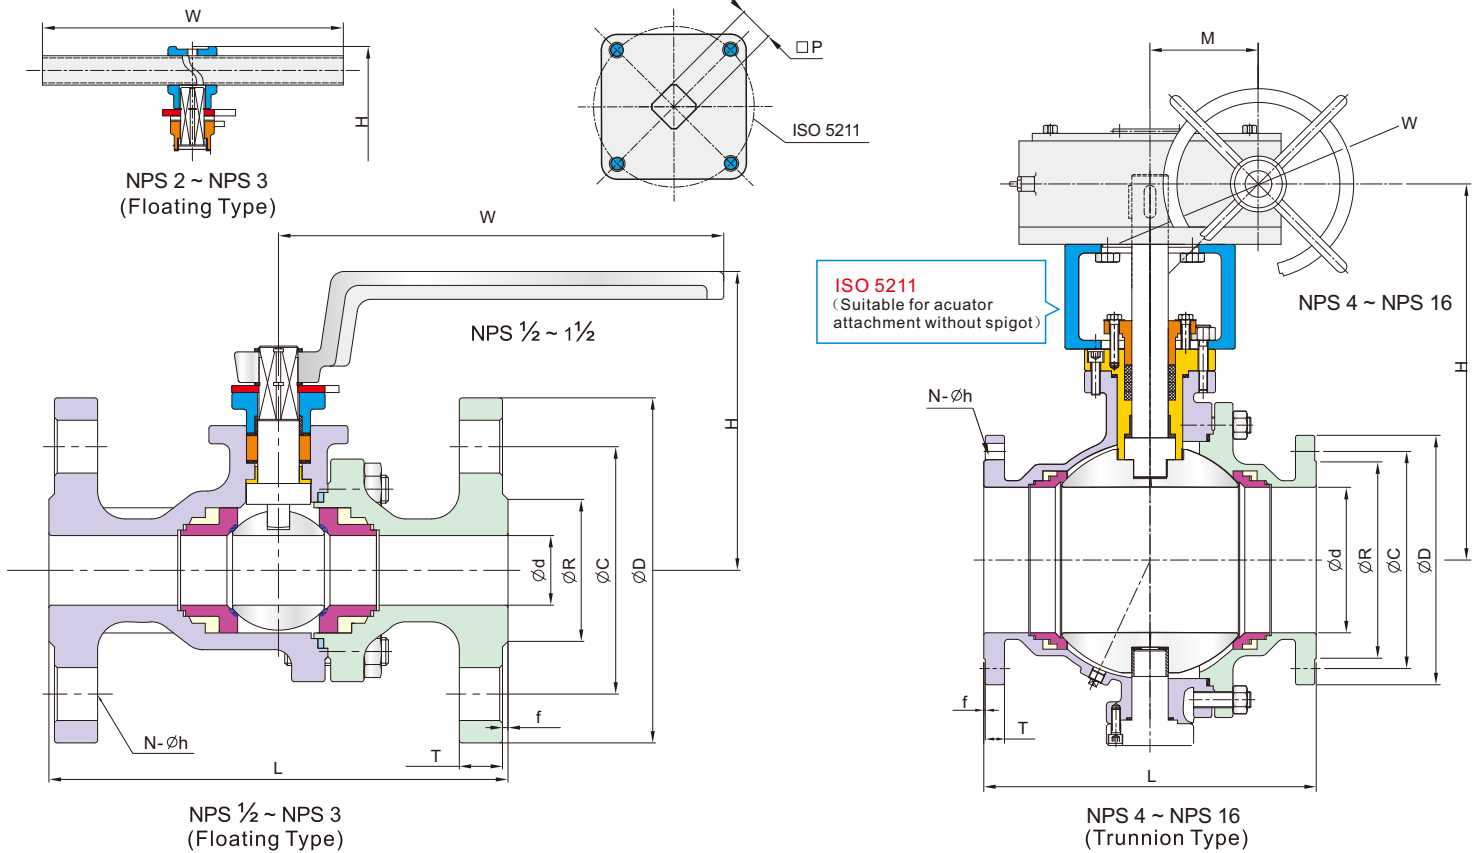 W
H
NPS 2 ~ NPS 3
(Floating Type)
□P
ISO 5211
M
W
H
NPS 4 ~ NPS 16
ISO 5211
(Suitable for acuator
attachment without spigot)
W
NPS ½ ~ 1½
H
Ød
ØR
ØC
ØD
N-Øh
f
T
L
NPS ½ ~ NPS 3
(Floating Type)
N-Øh
Ød
ØR
ØC
ØD
f
T
L
NPS 4 ~ NPS 16
(Trunnion Type)